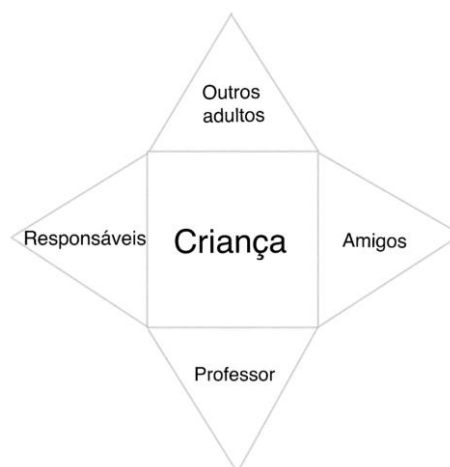 Outros
adultos
Responsáveis
Criança
Amigos
Professor